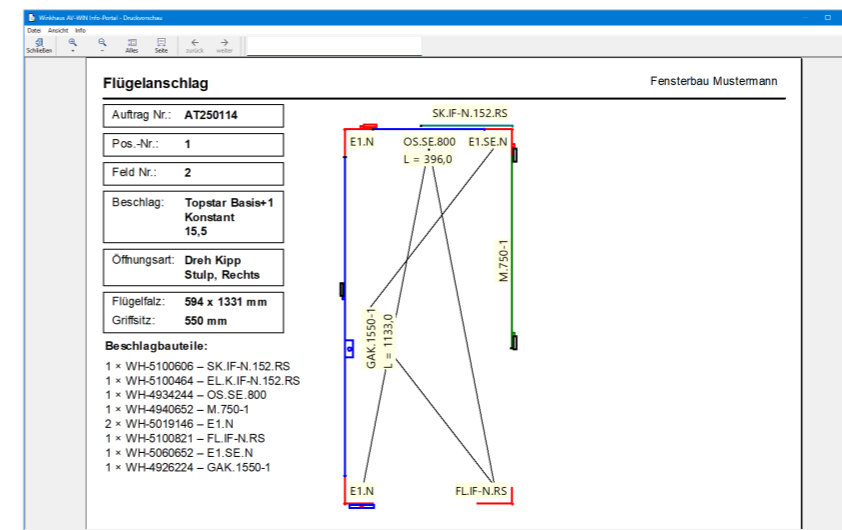 Winkhaus AV-WIN Info-Portal - Druckvorschau
Datei Ansicht Info
Schließen + - Alles Seite zurück weiter
Flügelanschlag
Fensterbau Mustermann
Auftrag Nr.: AT250114
Pos.-Nr.: 1
Feld Nr.: 2
Beschlag: Topstar Basis+1
Konstant
15,5
Öffnungsart: Dreh Kipp
Stulp, Rechts
Flügelfalz: 594 x 1331 mm
Griffsitz: 550 mm
Beschlagbauteile:
1 × WH-5100606 – SK.IF-N.152.RS
1 × WH-5100464 – EL.K.IF-N.152.RS
1 × WH-4934244 – OS.SE.800
1 × WH-4940652 – M.750-1
2 × WH-5019146 – E1.N
1 × WH-5100821 – FL.IF-N.RS
1 × WH-5060652 – E1.SE.N
1 × WH-4926224 – GAK.1550-1
SK.IF-N.152.RS
E1.N OS.SE.800 E1.SE.N
L = 396,0
M.750-1
GAK.1550-1
L = 1133,0
E1.N FL.IF-N.RS